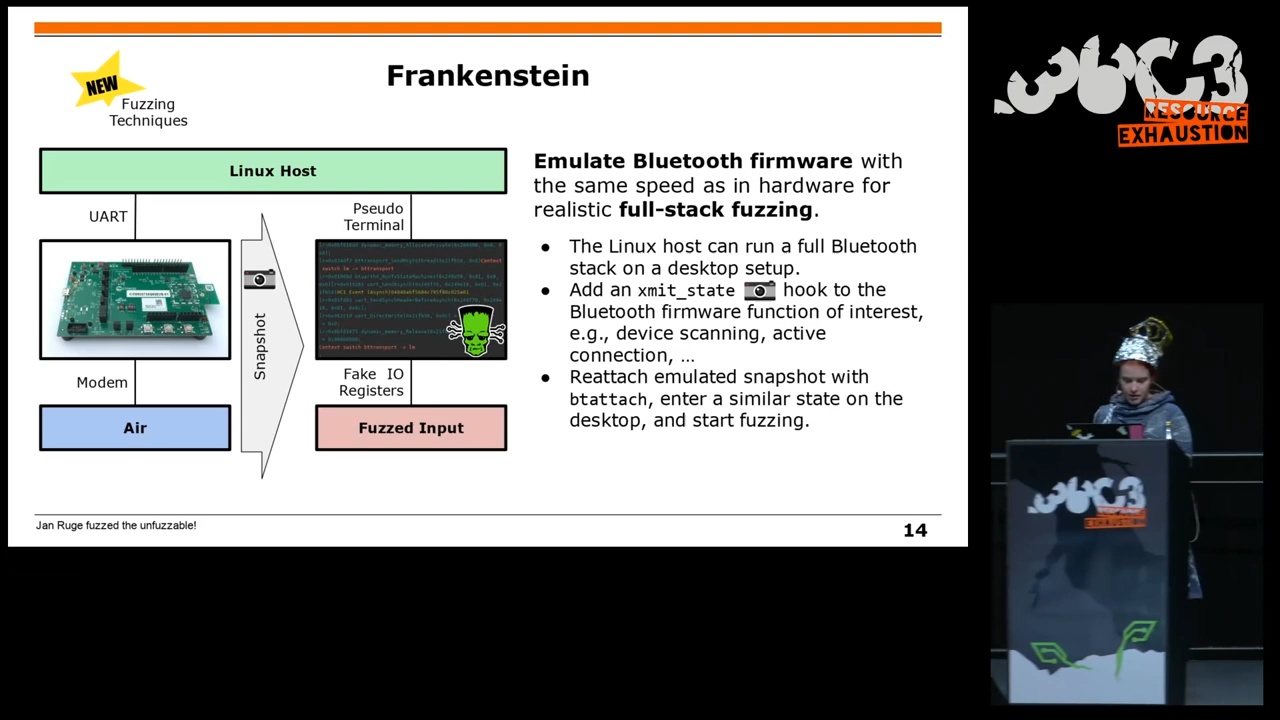 NEW
Fuzzing
Techniques
Frankenstein
Linux Host
UART
Pseudo
Terminal
Snapshot
Modem
Fake IO
Registers
Air
Fuzzed Input
Emulate Bluetooth firmware with
the same speed as in hardware for
realistic full-stack fuzzing.
● The Linux host can run a full Bluetooth
stack on a desktop setup.
● Add an xmit_state hook to the
Bluetooth firmware function of interest,
e.g., device scanning, active
connection, …
● Reattach emulated snapshot with
btattach, enter a similar state on the
desktop, and start fuzzing.
Jan Ruge fuzzed the unfuzzable!
14
36C3
RESOURCE
EXHAUSTION
36C3
RESOURCE
EXHAUSTION